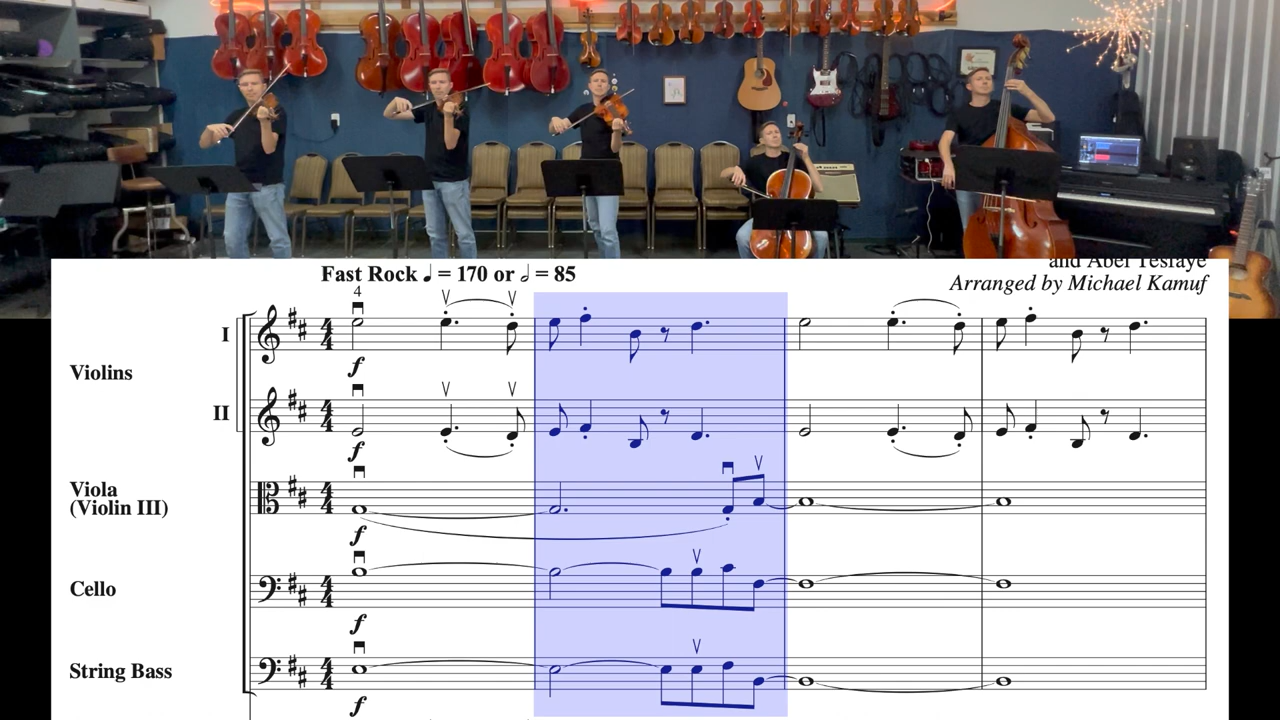 and Abel Tesfaye
Fast Rock ♩ = 170 or 𝅗𝅥 = 85
Arranged by Michael Kamuf
4
I
Violins
f
II
f
Viola
(Violin III)
f
Cello
f
String Bass
f